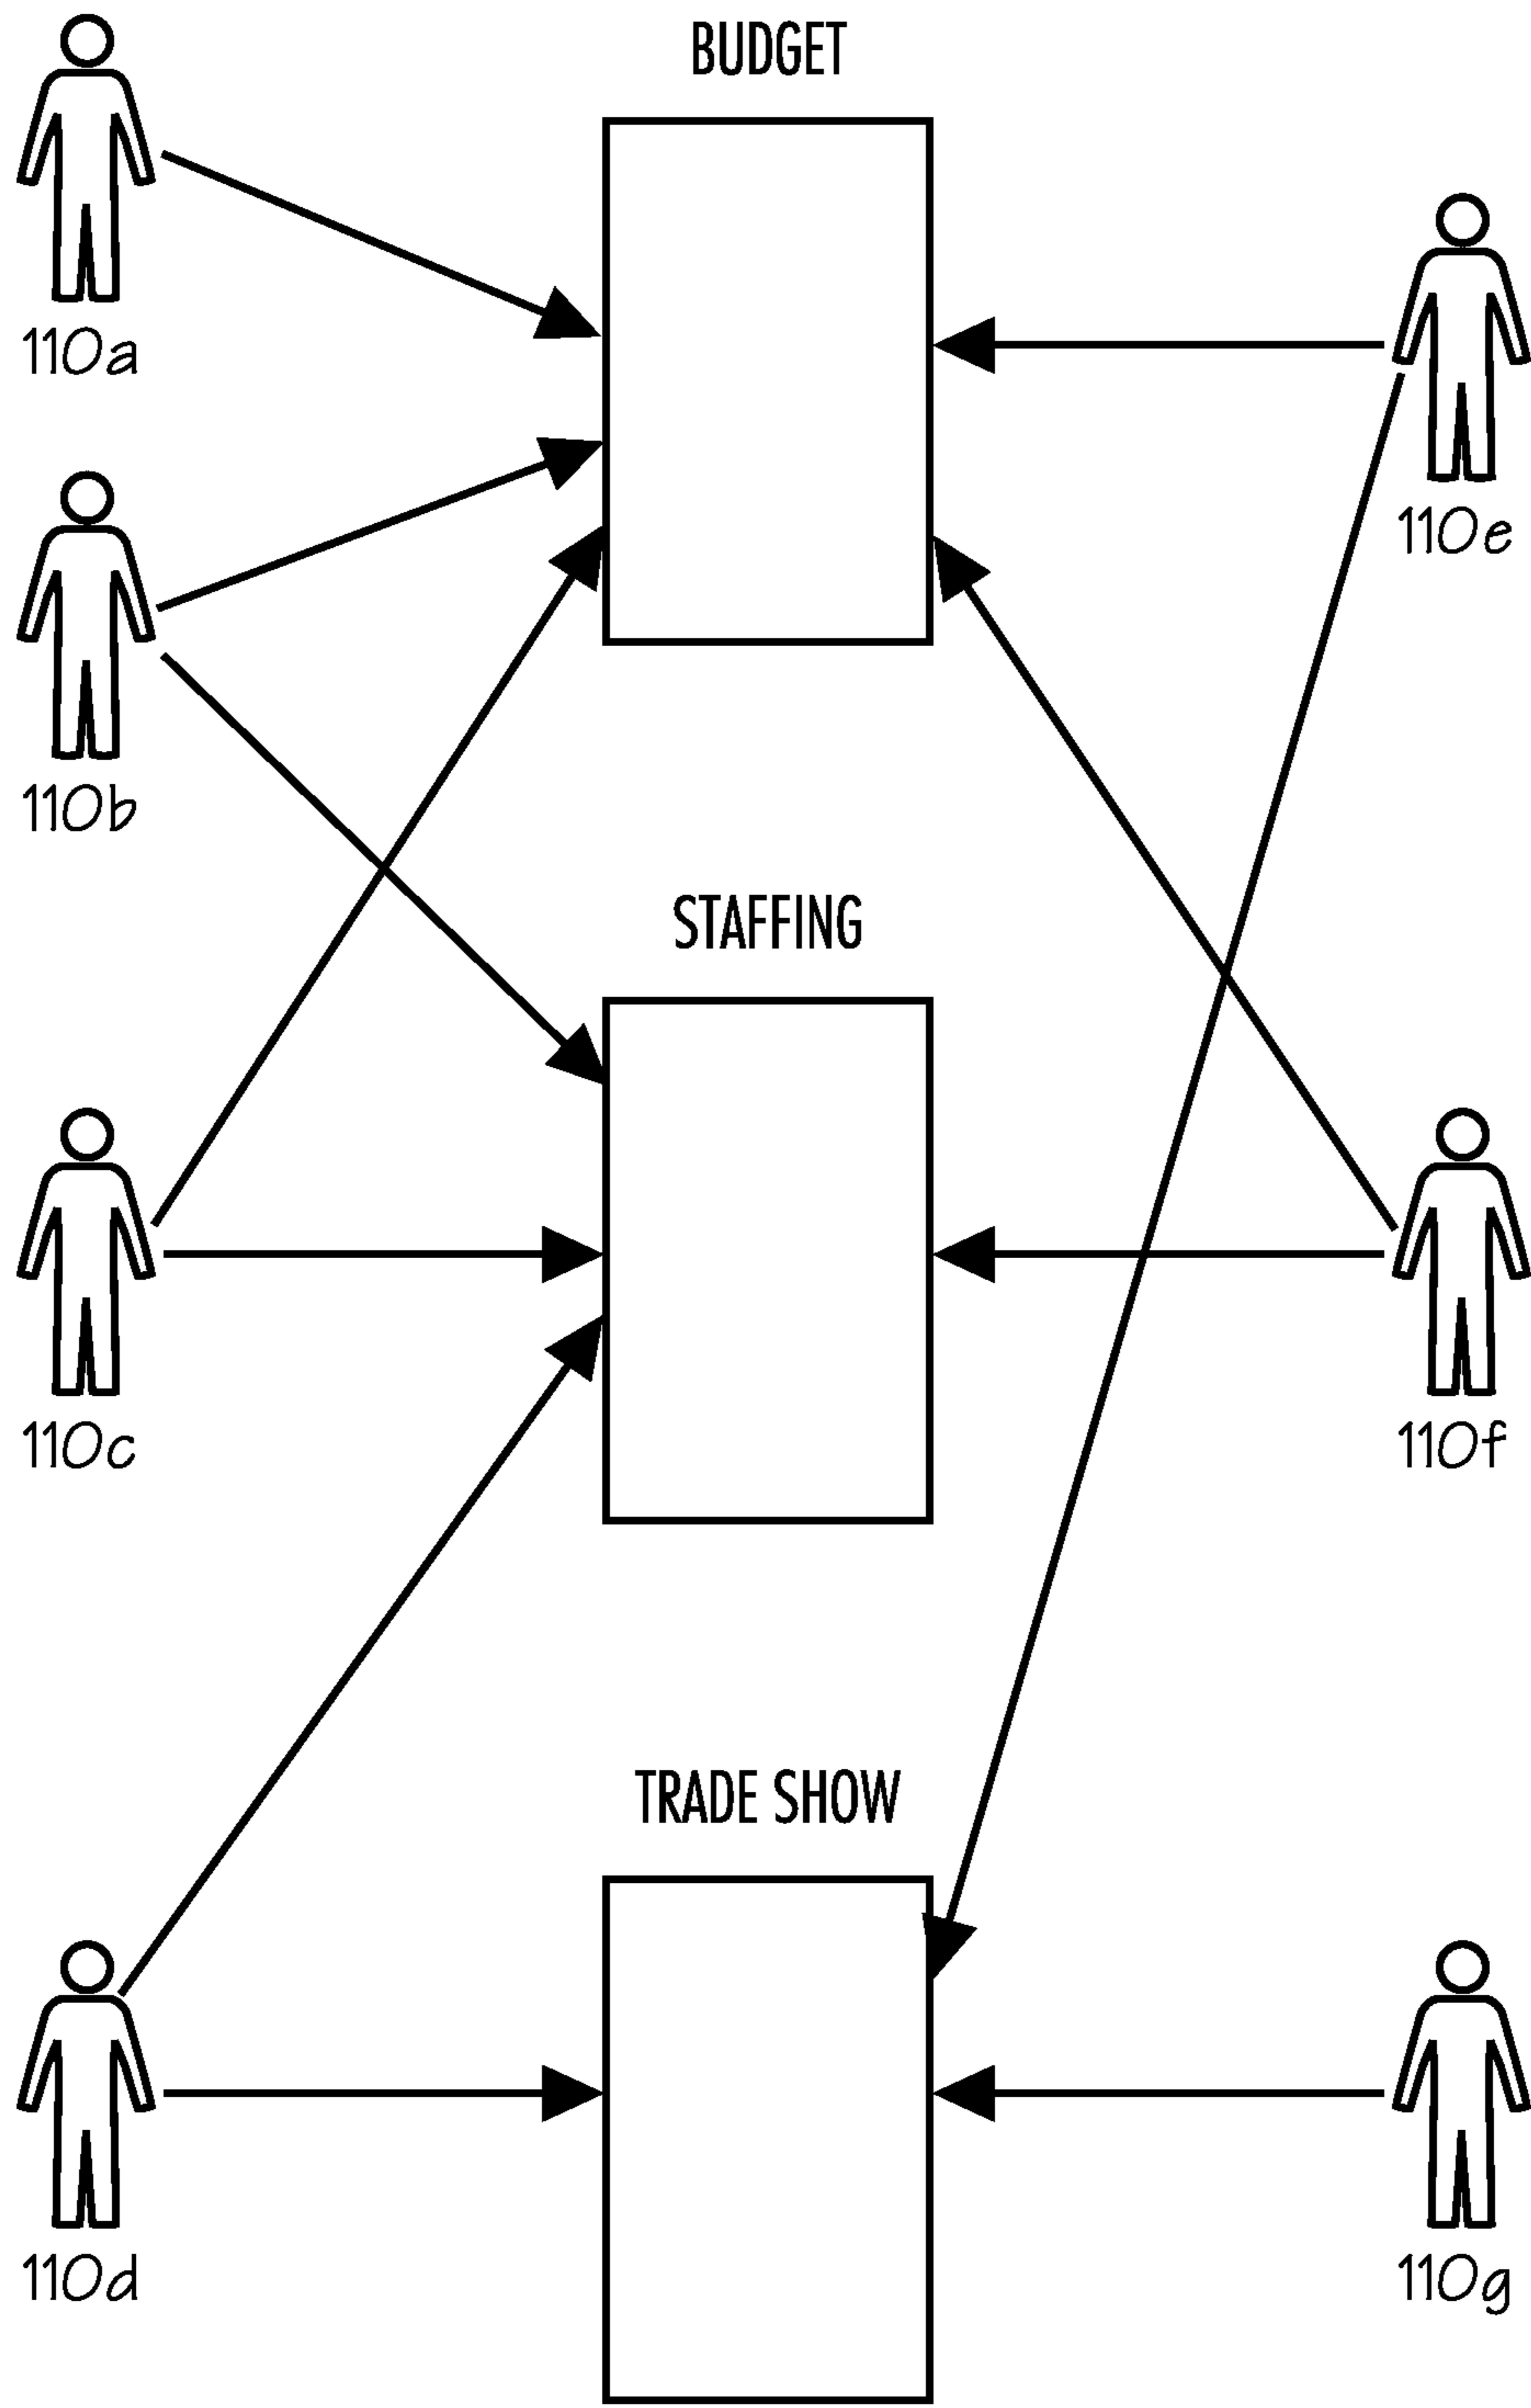 BUDGET
110a
110e
110b
STAFFING
110c
110f
TRADE SHOW
110d
110g